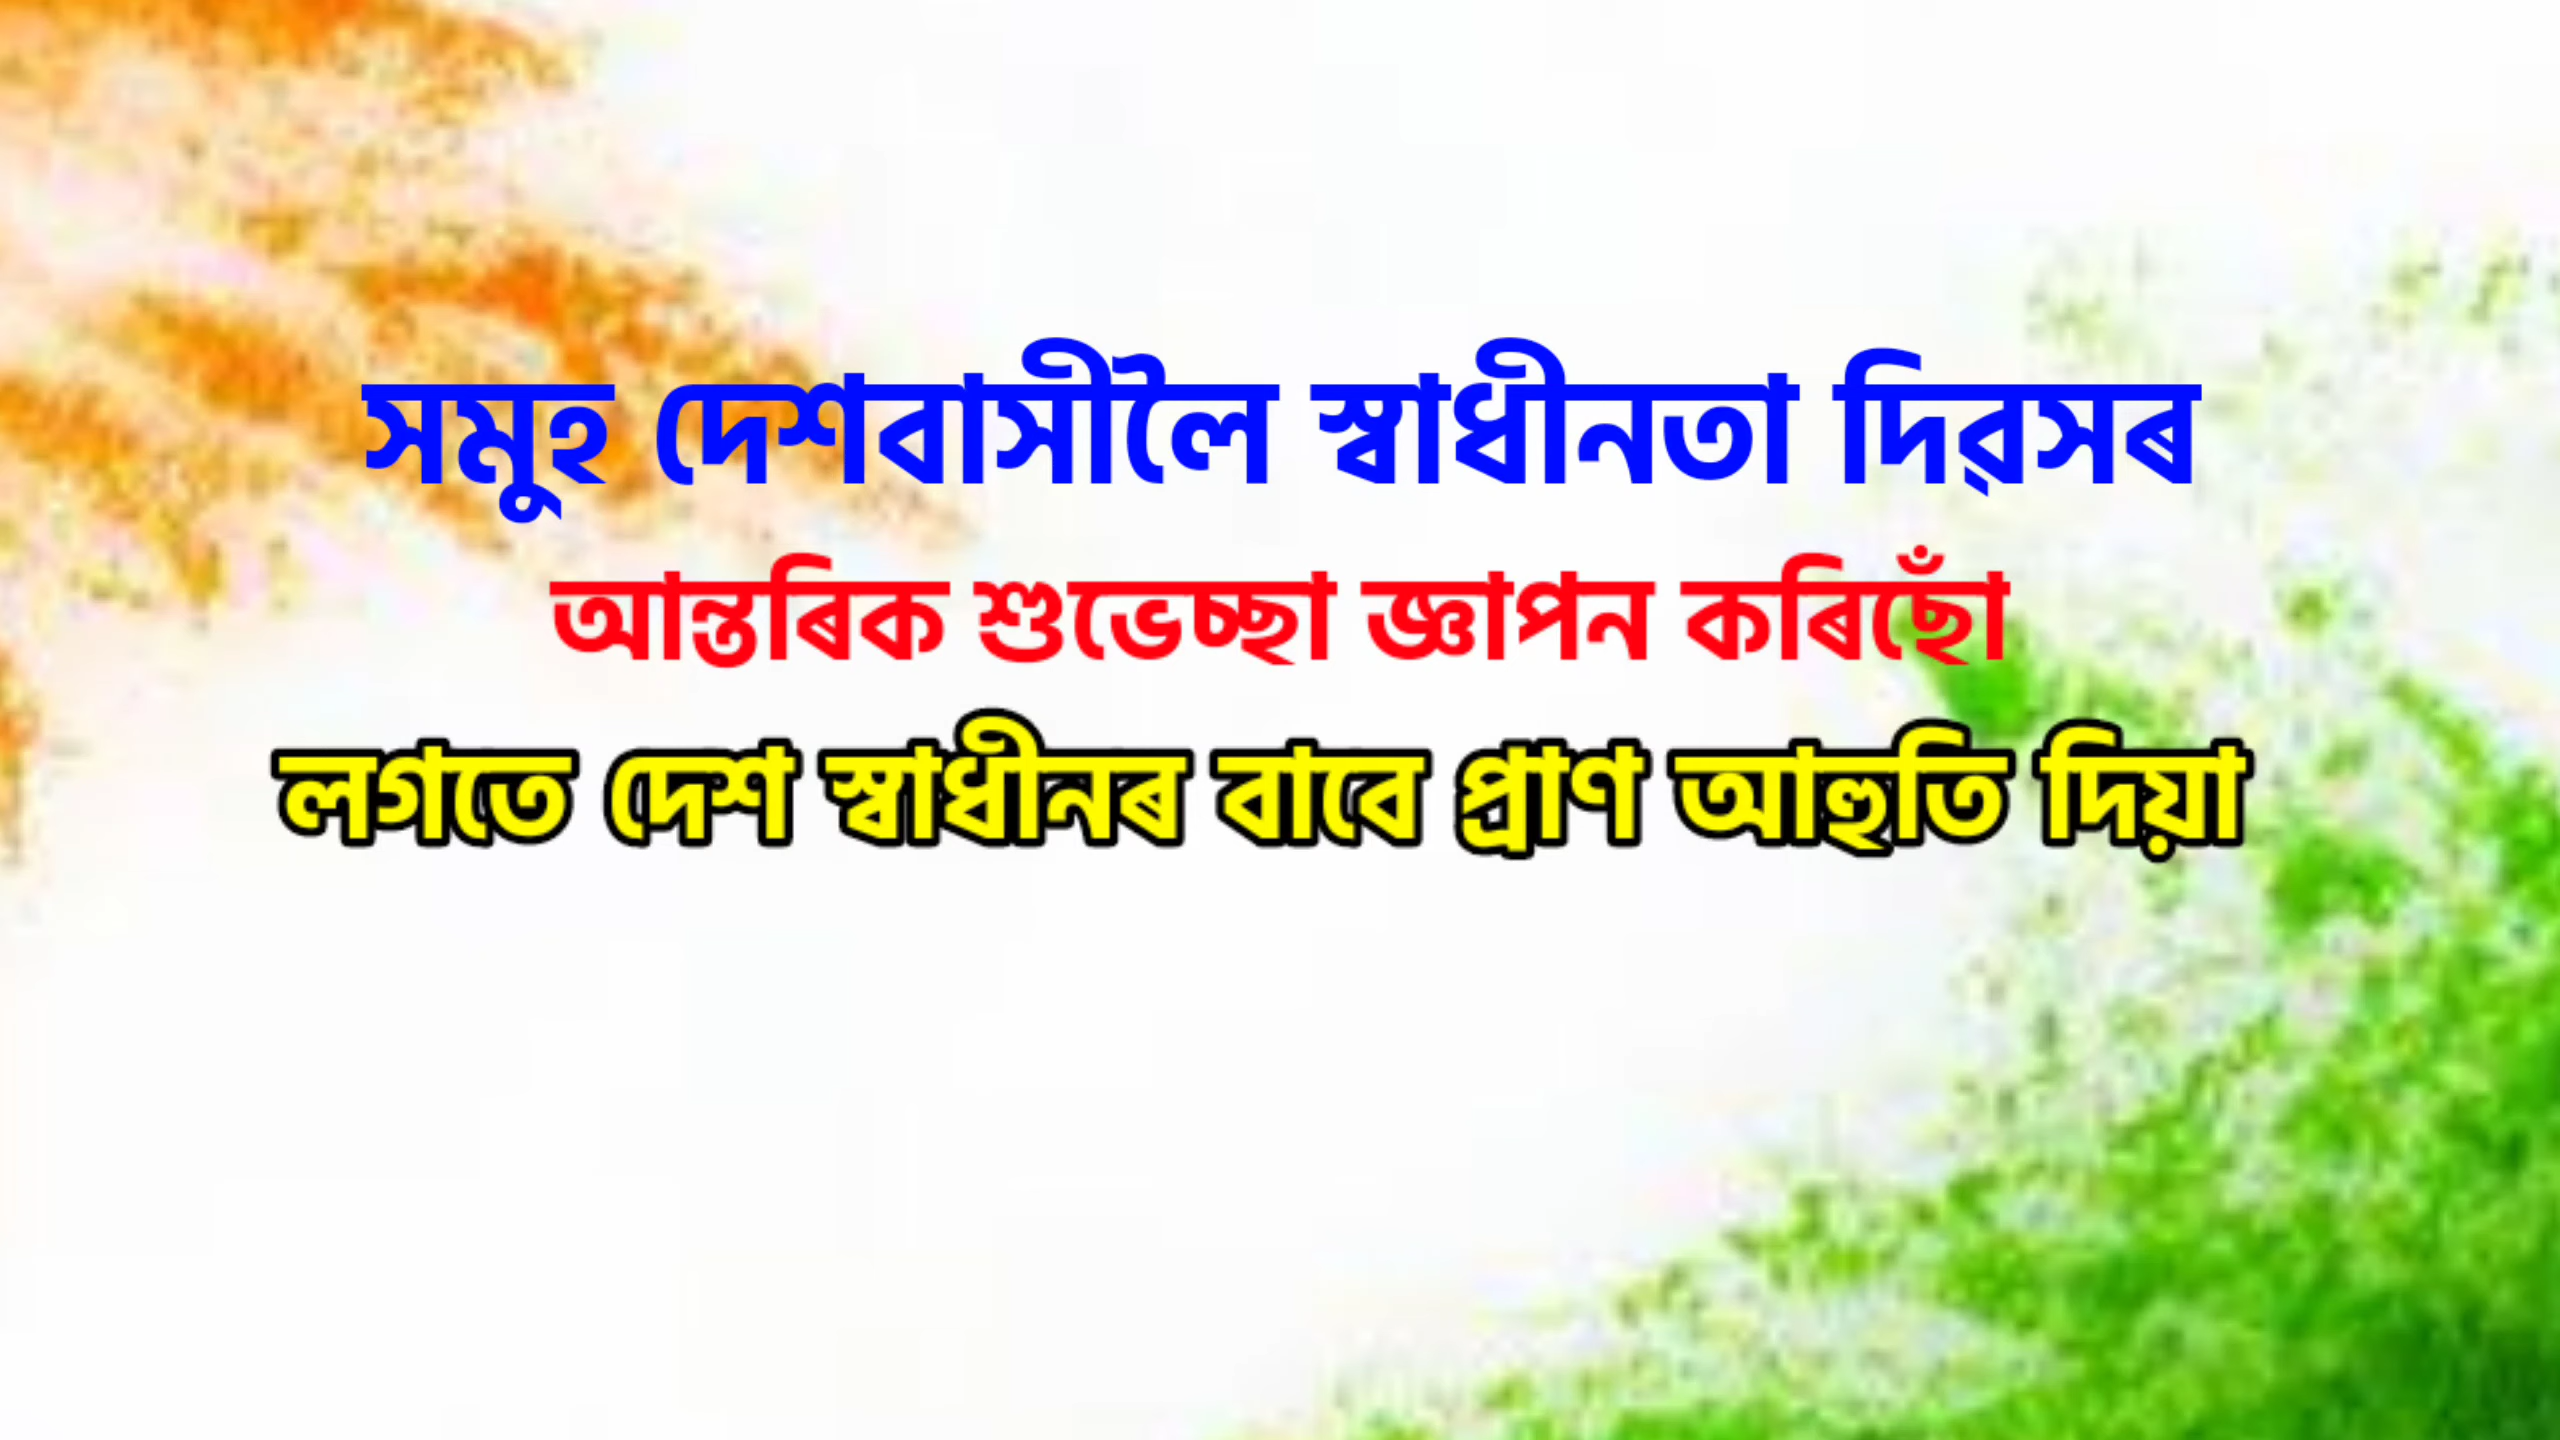 সমুহ দেশবাসীলৈ স্বাধীনতা দিৱসৰ
আন্তৰিক শুভেচ্ছা জ্ঞাপন কৰিছোঁ
লগতে দেশ স্বাধীনৰ বাবে প্ৰাণ আহুতি দিয়া